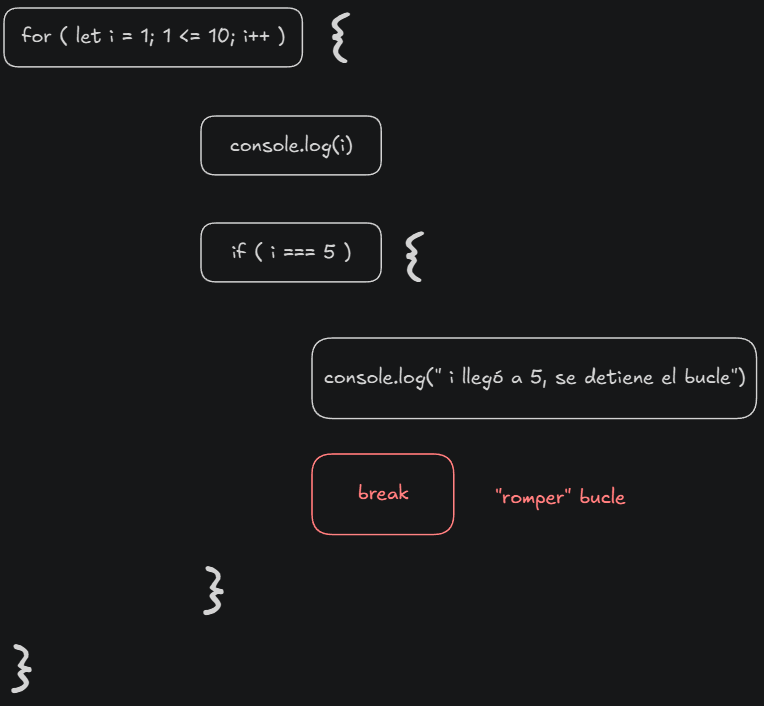 for ( let i = 1; 1 <= 10; i++ ) {
console.log(i)
if ( i === 5 ) {
console.log(" i llegó a 5, se detiene el bucle")
break "romper" bucle
}
}